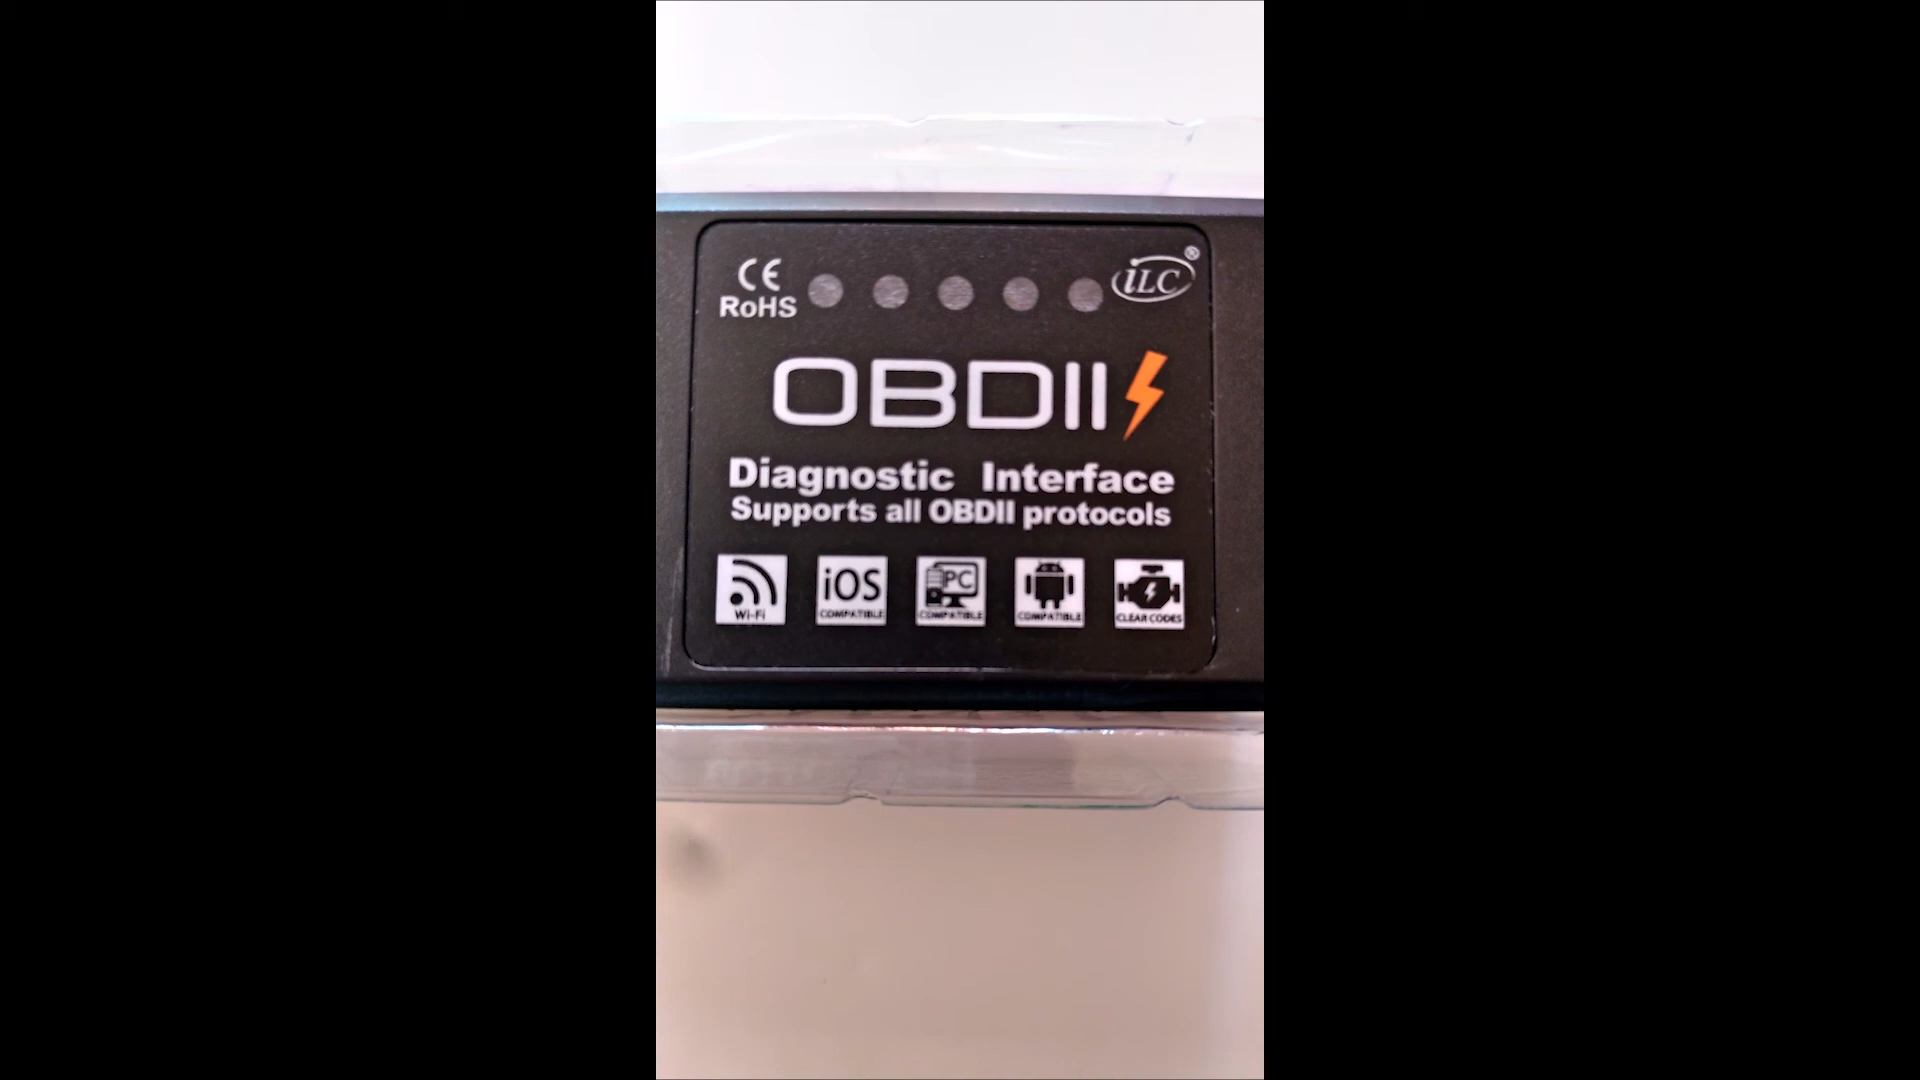 CE
RoHS
iLC®
OBDII
Diagnostic Interface
Supports all OBDII protocols
Wi-Fi
iOS
COMPATIBLE
PC
COMPATIBLE
COMPATIBLE
CLEAR CODES